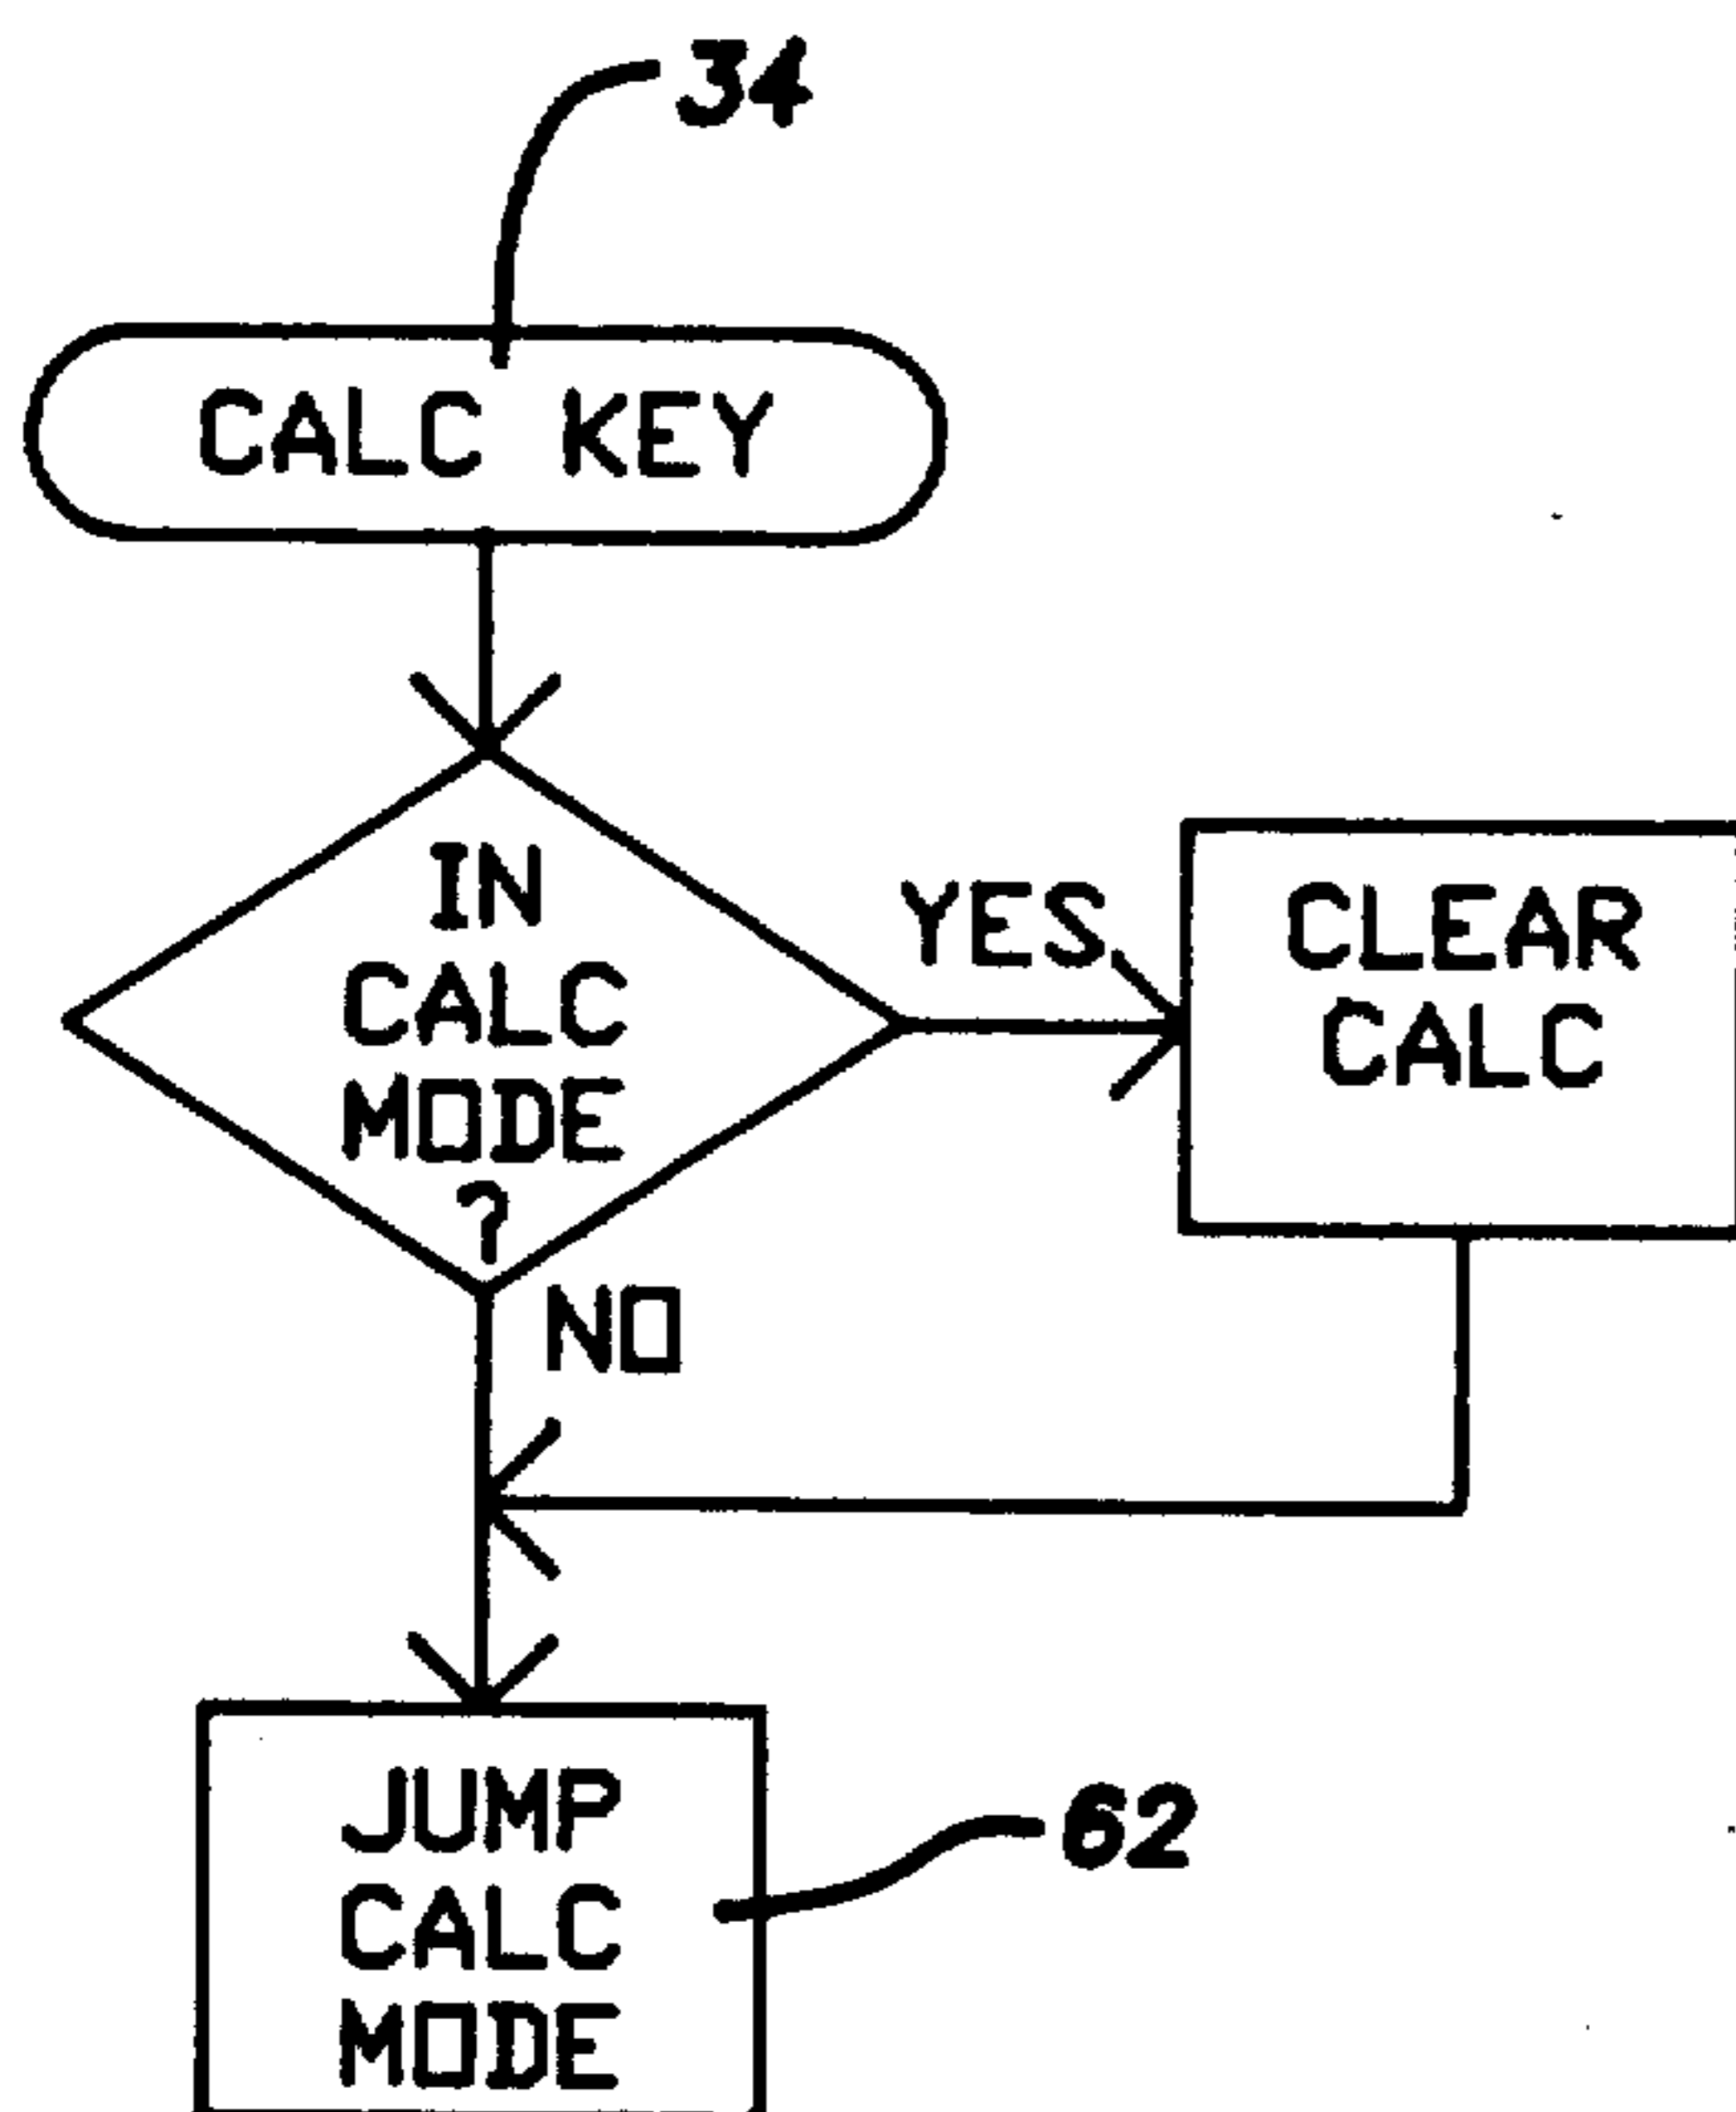 34
CALC KEY
IN
CALC
MODE
?
YES
CLEAR
CALC
NO
JUMP
CALC
MODE
62